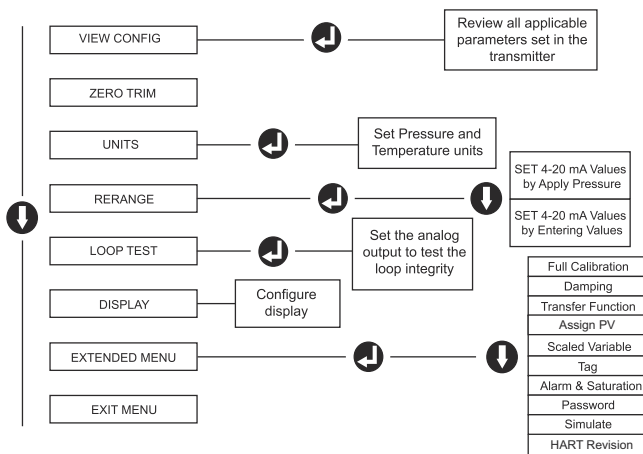 VIEW CONFIG
Review all applicable
parameters set in the
transmitter
ZERO TRIM
UNITS
Set Pressure and
Temperature units
RERANGE
SET 4-20 mA Values
by Apply Pressure
SET 4-20 mA Values
by Entering Values
LOOP TEST
Set the analog
output to test the
loop integrity
DISPLAY
Configure
display
EXTENDED MENU
Full Calibration
Damping
Transfer Function
Assign PV
Scaled Variable
Tag
Alarm & Saturation
Password
Simulate
HART Revision
EXIT MENU